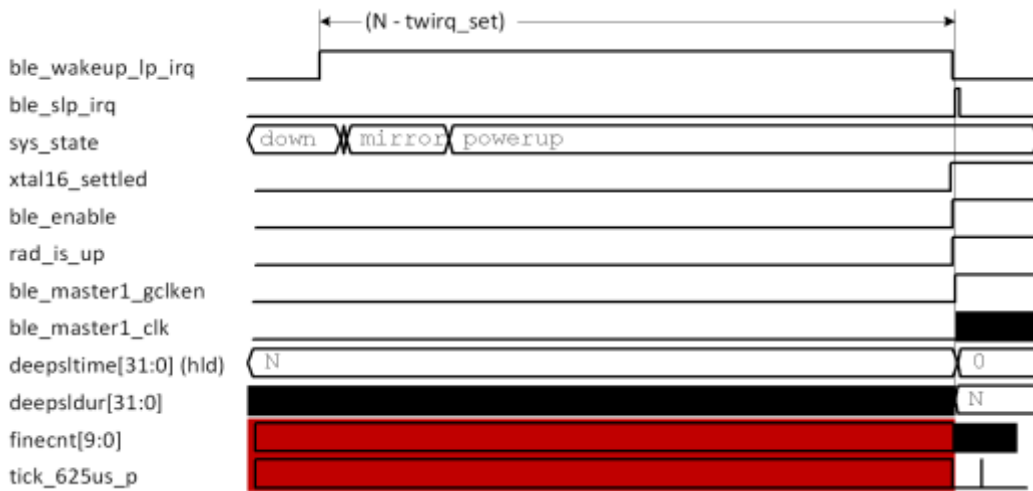 (N - twirq_set)
ble_wakeup_lp_irq
ble_slp_irq
sys_state down mirror powerup
xtal16_settled
ble_enable
rad_is_up
ble_master1_gclken
ble_master1_clk
deepsltime[31:0] (hld) N 0
deepsldur[31:0] N
finecnt[9:0]
tick_625us_p